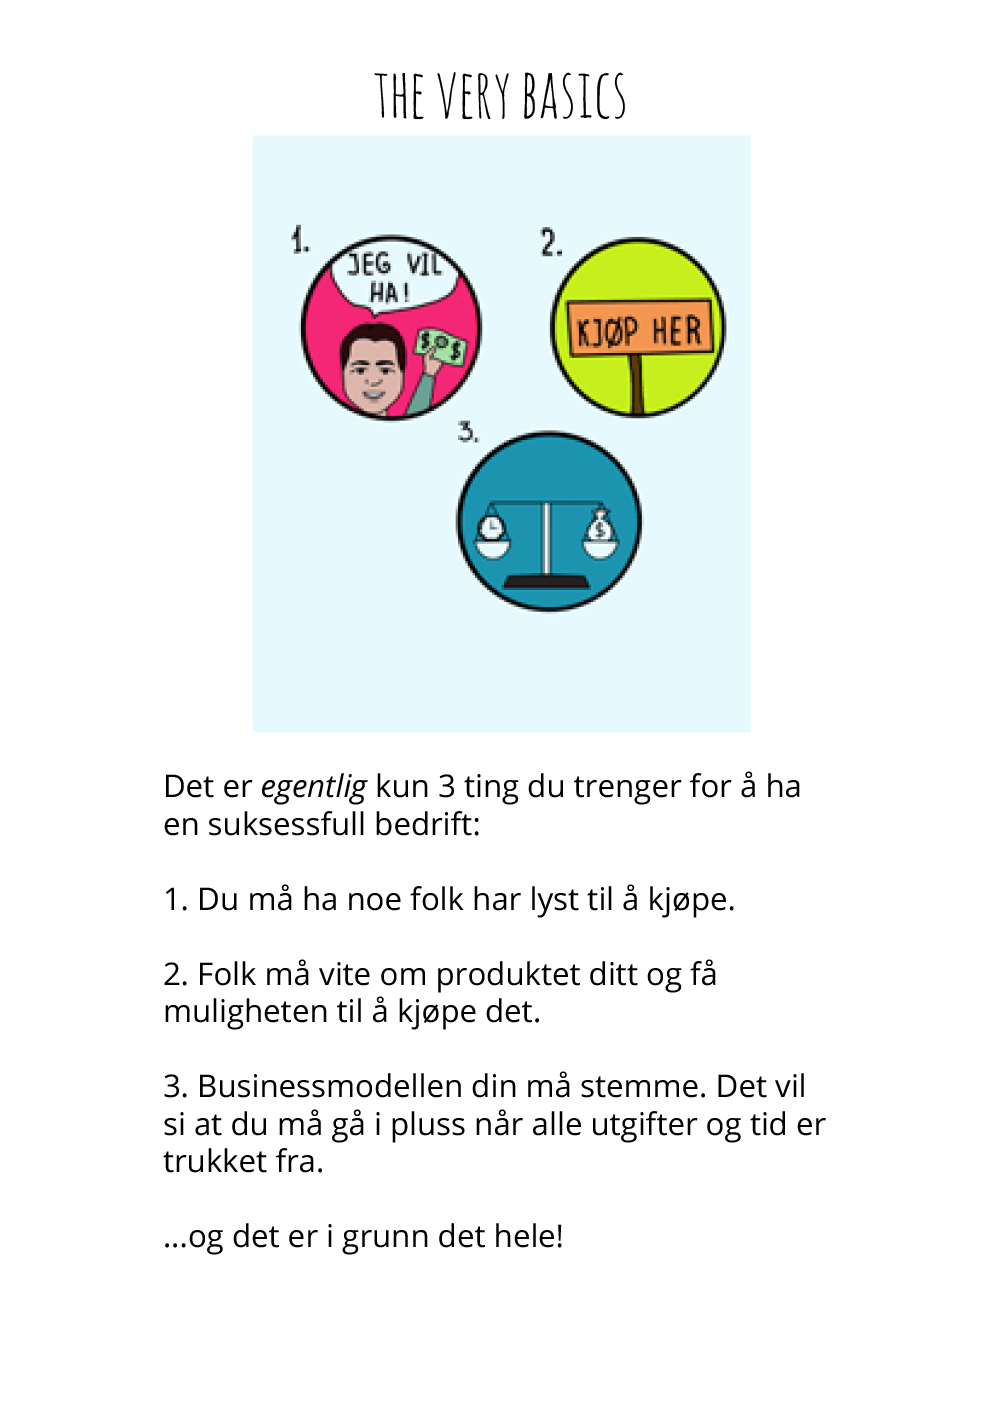 THE VERY BASICS
1.
JEG VIL
HA!
$ $
2.
KJØP HER
3.
$
Det er egentlig kun 3 ting du trenger for å ha
en suksessfull bedrift:
1. Du må ha noe folk har lyst til å kjøpe.
2. Folk må vite om produktet ditt og få
muligheten til å kjøpe det.
3. Businessmodellen din må stemme. Det vil
si at du må gå i pluss når alle utgifter og tid er
trukket fra.
...og det er i grunn det hele!